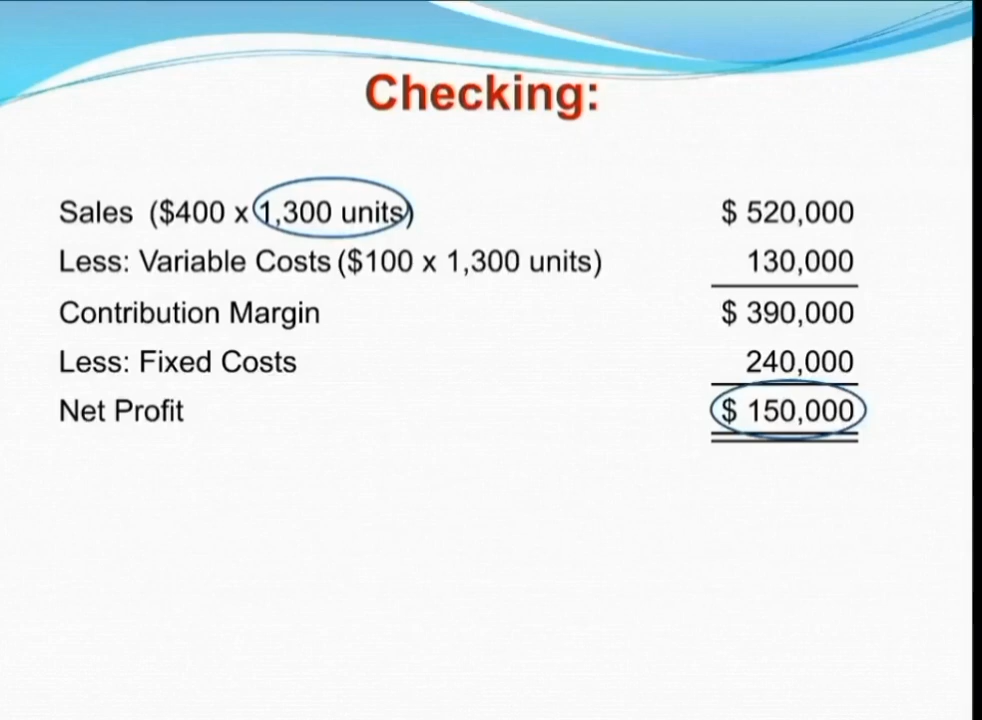 Checking:
Sales ($400 x 1,300 units) $ 520,000
Less: Variable Costs ($100 x 1,300 units) 130,000
Contribution Margin $ 390,000
Less: Fixed Costs 240,000
Net Profit $ 150,000